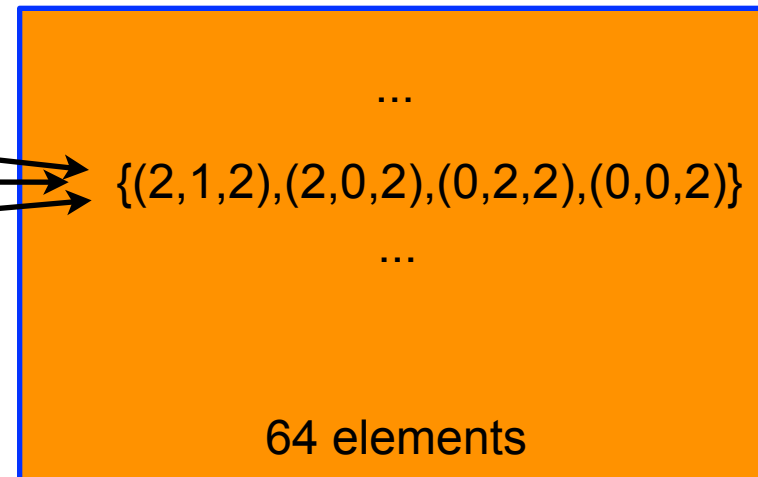 ...
{(2,1,2),(2,0,2),(0,2,2),(0,0,2)}
...
64 elements